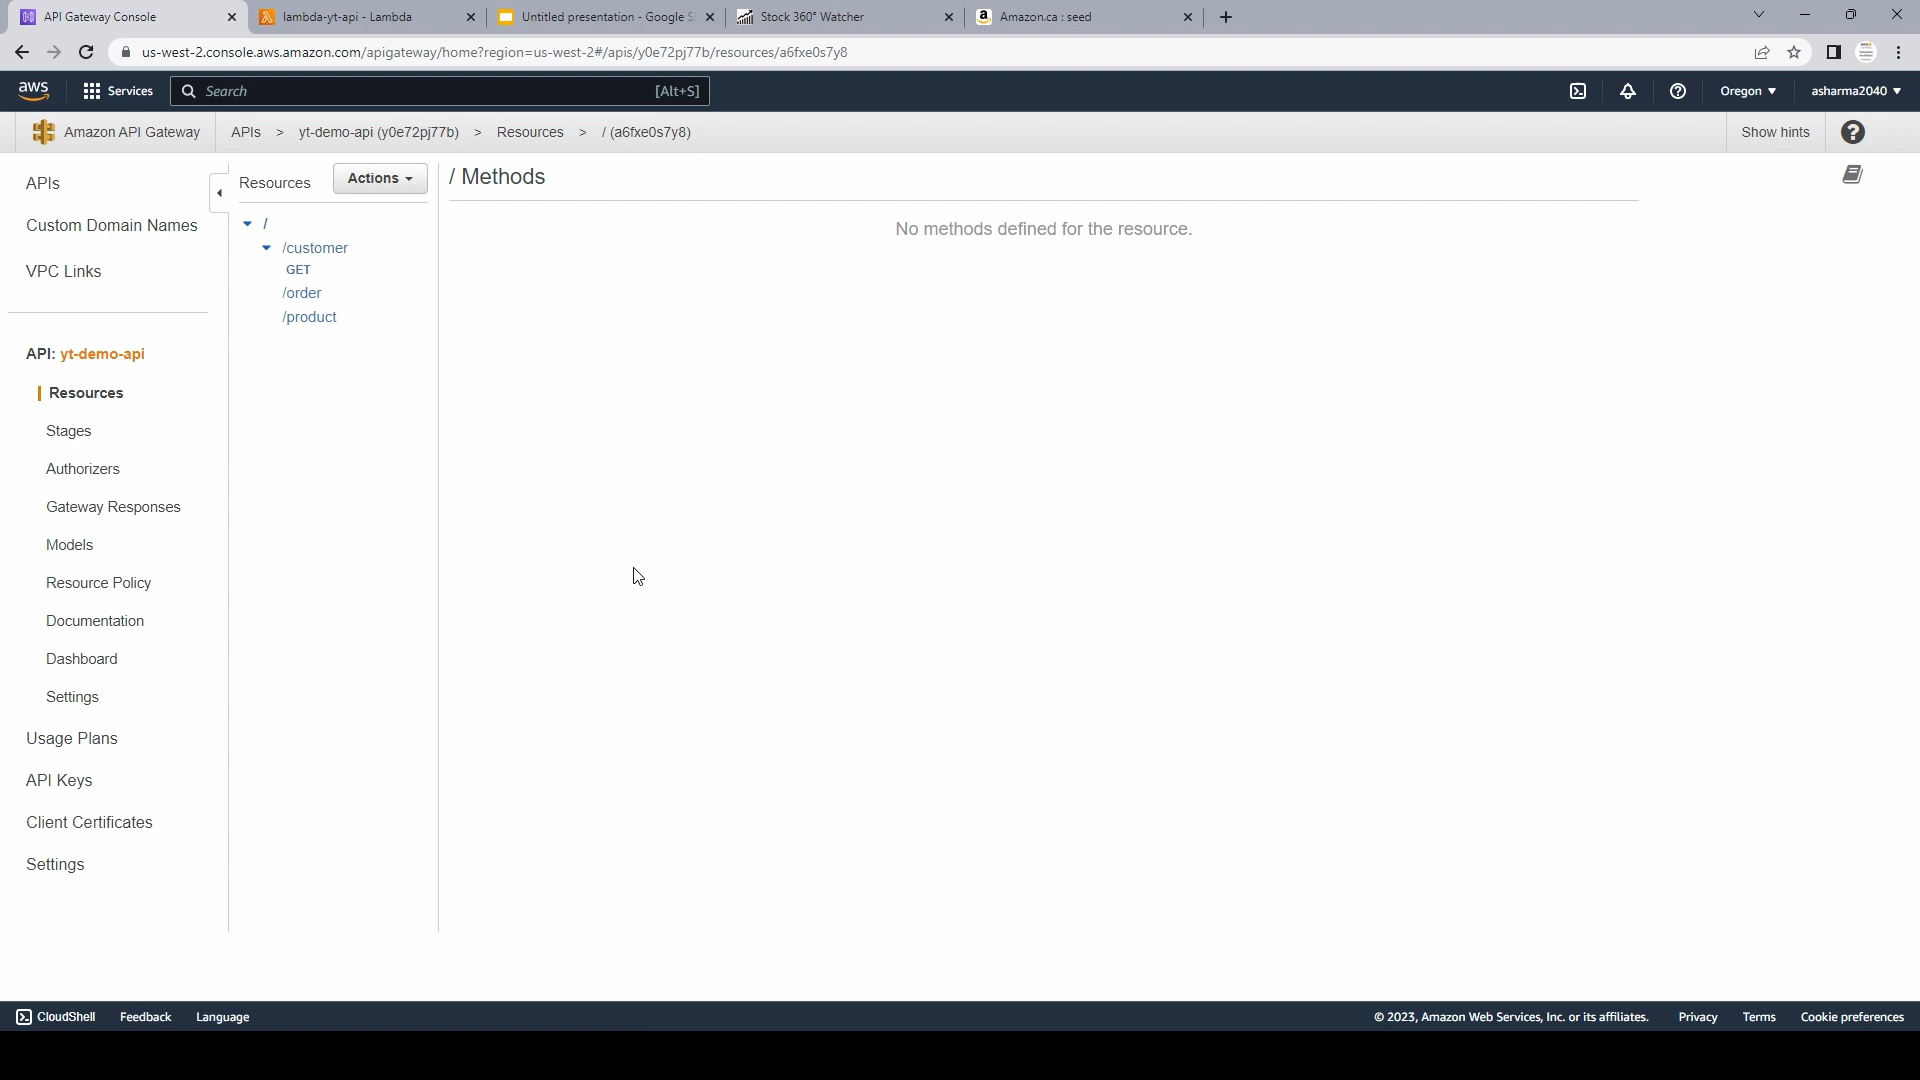 API Gateway Console
lambda-yt-api - Lambda
Untitled presentation - Google S
Stock 360° Watcher
Amazon.ca : seed
us-west-2.console.aws.amazon.com/apigateway/home?region=us-west-2#/apis/y0e72pj77b/resources/a6fxe0s7y8
aws
Services
Search
[Alt+S]
Oregon
asharma2040
Amazon API Gateway
APIs > yt-demo-api (y0e72pj77b) > Resources > / (a6fxe0s7y8)
Show hints
APIs
Custom Domain Names
VPC Links
API: yt-demo-api
Resources
Stages
Authorizers
Gateway Responses
Models
Resource Policy
Documentation
Dashboard
Settings
Usage Plans
API Keys
Client Certificates
Settings
Resources
Actions
/
/customer
GET
/order
/product
/ Methods
No methods defined for the resource.
CloudShell
Feedback
Language
© 2023, Amazon Web Services, Inc. or its affiliates.
Privacy
Terms
Cookie preferences